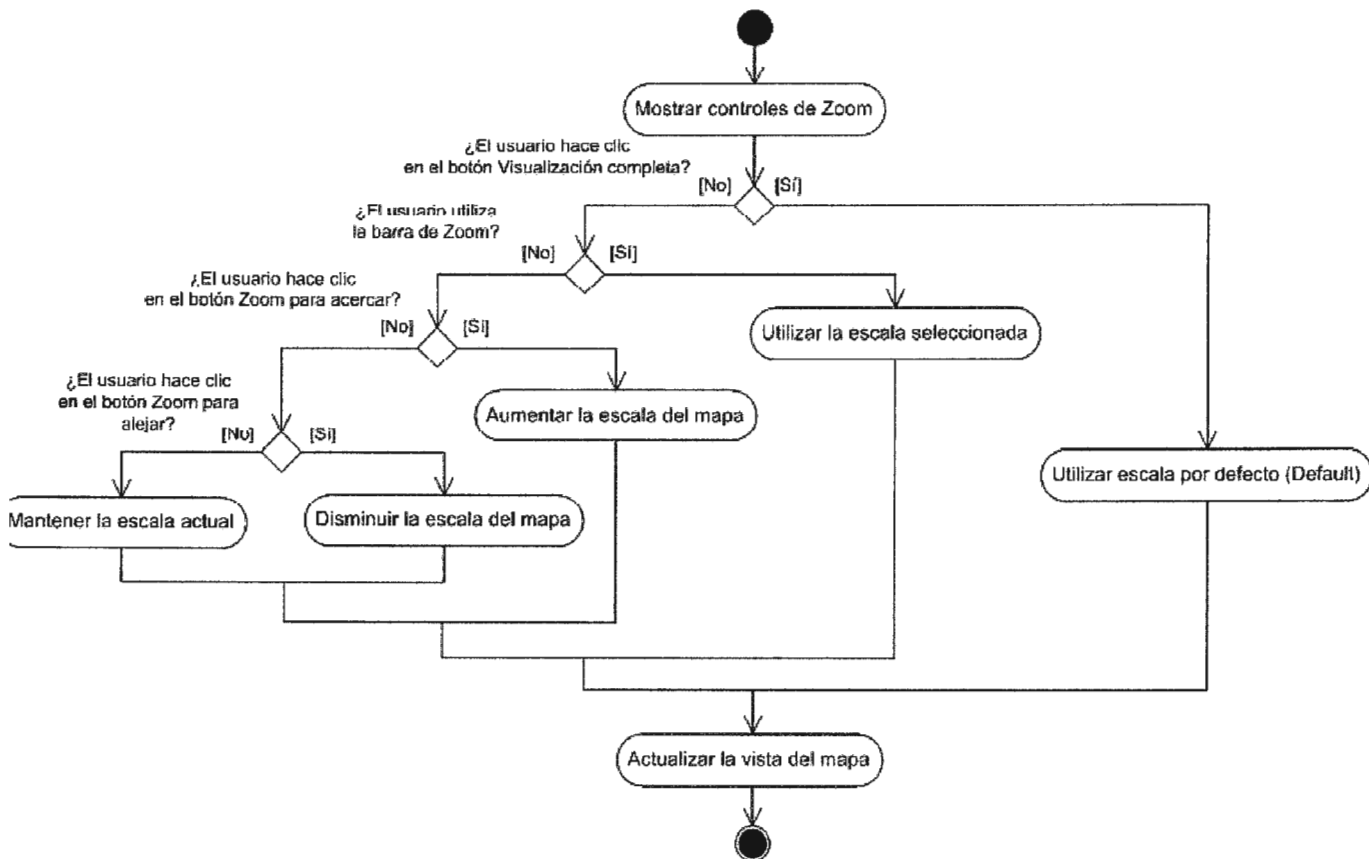 Mostrar controles de Zoom
¿El usuario hace clic
en el botón Visualización completa?
[No]
[Sí]
¿El usuario utiliza
la barra de Zoom?
[No]
[Sí]
¿El usuario hace clic
en el botón Zoom para acercar?
[No]
[Sí]
Utilizar la escala seleccionada
¿El usuario hace clic
en el botón Zoom para
alejar?
[No]
[Sí]
Aumentar la escala del mapa
Utilizar escala por defecto (Default)
Mantener la escala actual
Disminuir la escala del mapa
Actualizar la vista del mapa